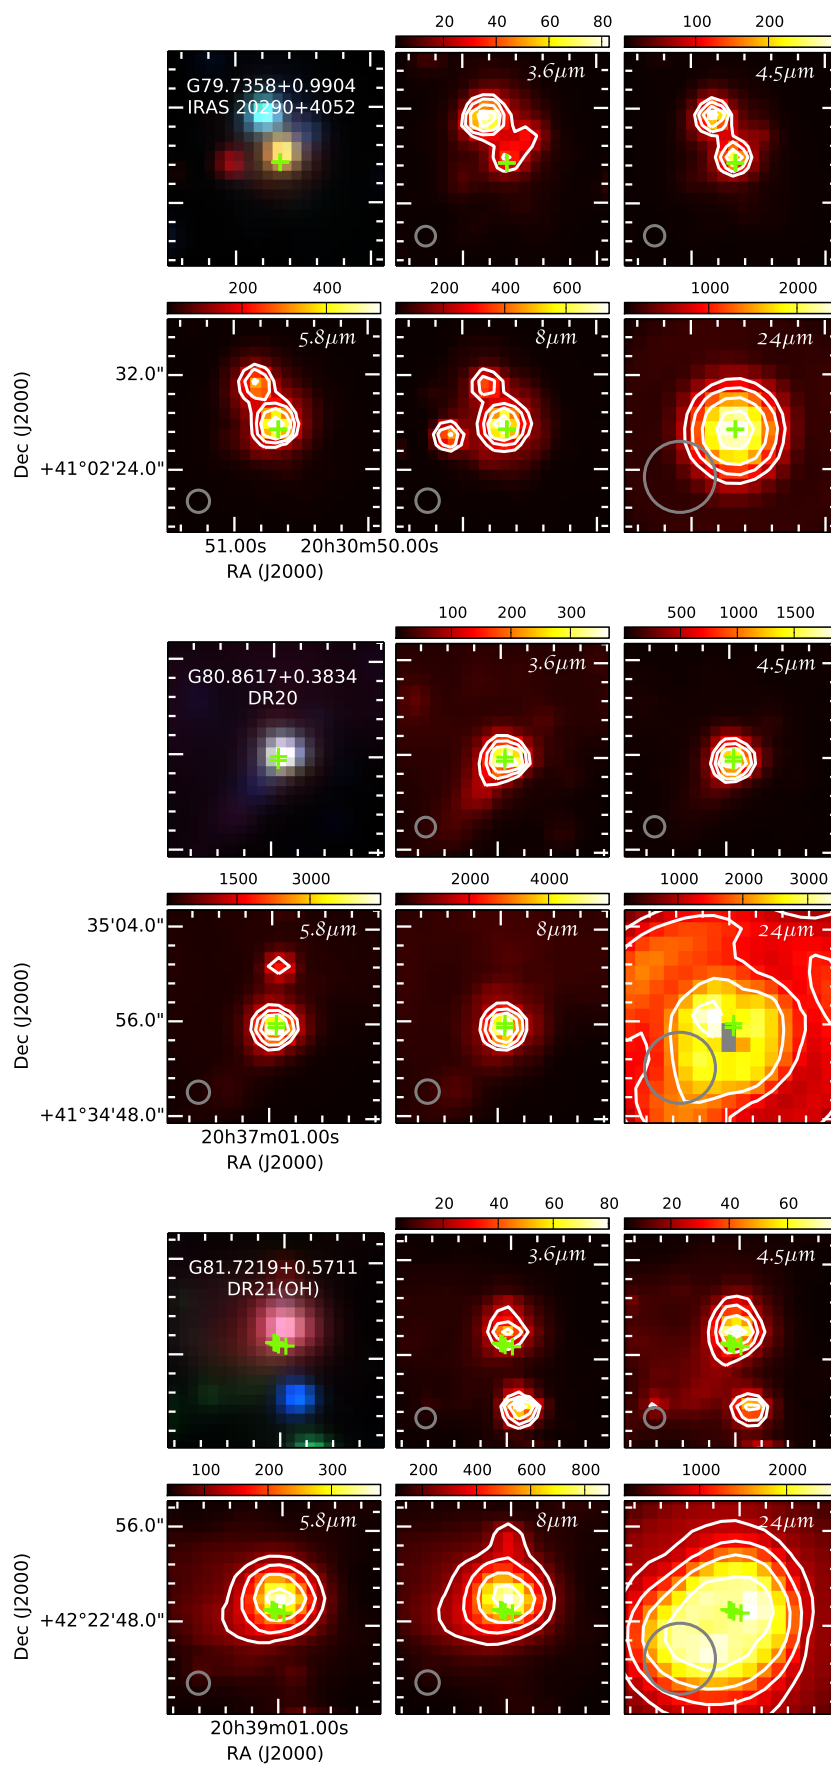 20 40 60 80
100 200
G79.7358+0.9904
IRAS 20290+4052
3.6μm
4.5μm
200 400
200 400 600
1000 2000
5.8μm
8μm
24μm
32.0"
+41°02'24.0"
Dec (J2000)
51.00s 20h30m50.00s
RA (J2000)
100 200 300
500 1000 1500
G80.8617+0.3834
DR20
3.6μm
4.5μm
1500 3000
2000 4000
1000 2000 3000
5.8μm
8μm
24μm
35'04.0"
56.0"
+41°34'48.0"
Dec (J2000)
20h37m01.00s
RA (J2000)
20 40 60 80
20 40 60
G81.7219+0.5711
DR21(OH)
3.6μm
4.5μm
100 200 300
200 400 600 800
1000 2000
5.8μm
8μm
24μm
56.0"
+42°22'48.0"
Dec (J2000)
20h39m01.00s
RA (J2000)